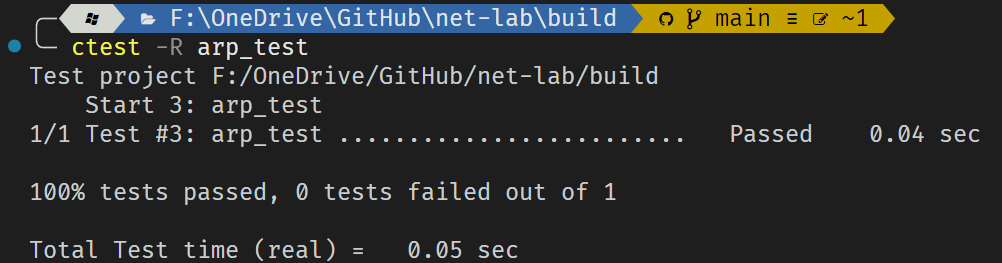 F:\OneDrive\GitHub\net-lab\build main ≡ ~1
ctest -R arp_test
Test project F:/OneDrive/GitHub/net-lab/build
    Start 3: arp_test
1/1 Test #3: arp_test .........................   Passed    0.04 sec

100% tests passed, 0 tests failed out of 1

Total Test time (real) =   0.05 sec